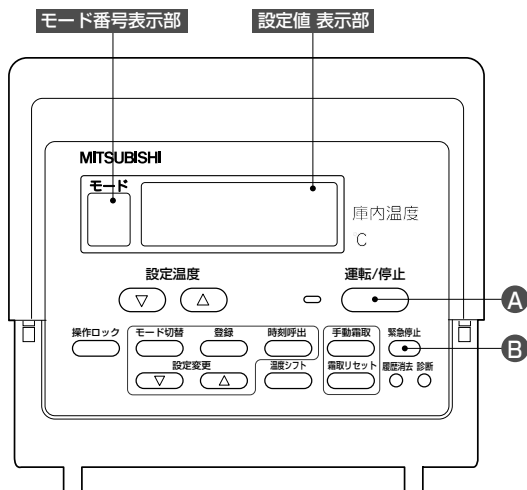 モード番号表示部 設定値 表示部
MITSUBISHI
モード
庫内温度
C
設定温度 運転/停止
▽ △ A
操作ロック モード切替 登録 時刻呼出 手動霜取 緊急停止
B
設定変更 温度シフト 霜取リセット 履歴消去 診断
▽ △